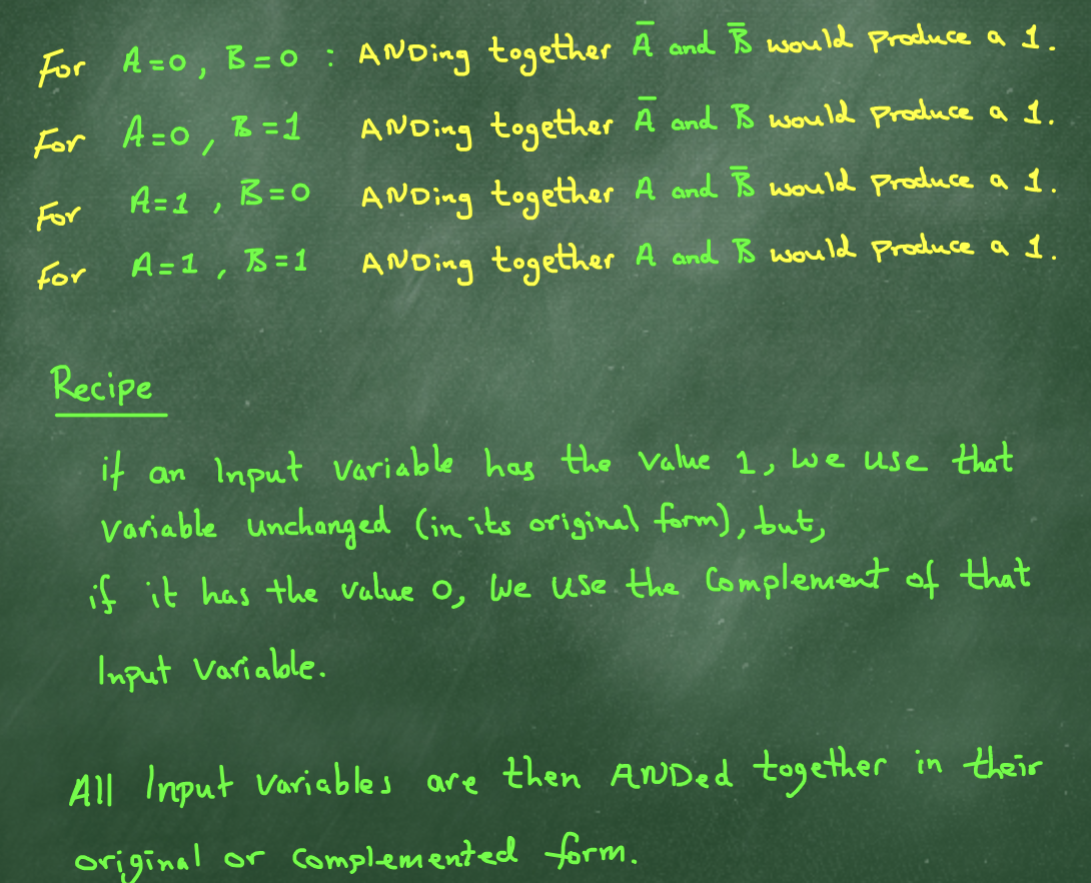 For A=0, B=0 : ANDing together A̅ and B̅ would produce a 1.
For A=0, B=1 ANDing together A̅ and B would produce a 1.
For A=1, B=0 ANDing together A and B̅ would produce a 1.
For A=1, B=1 ANDing together A and B would produce a 1.
Recipe
if an Input variable has the value 1, we use that
variable unchanged (in its original form), but,
if it has the value 0, we use the complement of that
Input variable.
All Input variables are then ANDed together in their
original or complemented form.